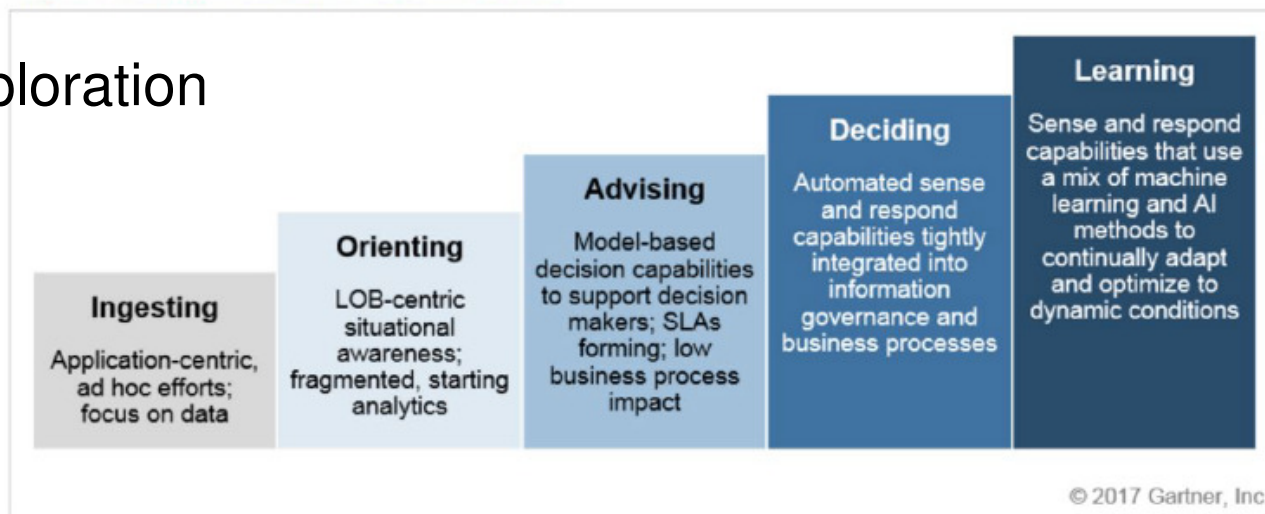 ploration
Ingesting
Application-centric,
ad hoc efforts;
focus on data
Orienting
LOB-centric
situational
awareness;
fragmented, starting
analytics
Advising
Model-based
decision capabilities
to support decision
makers; SLAs
forming; low
business process
impact
Deciding
Automated sense
and respond
capabilities tightly
integrated into
information
governance and
business processes
Learning
Sense and respond
capabilities that use
a mix of machine
learning and AI
methods to
continually adapt
and optimize to
dynamic conditions
© 2017 Gartner, Inc